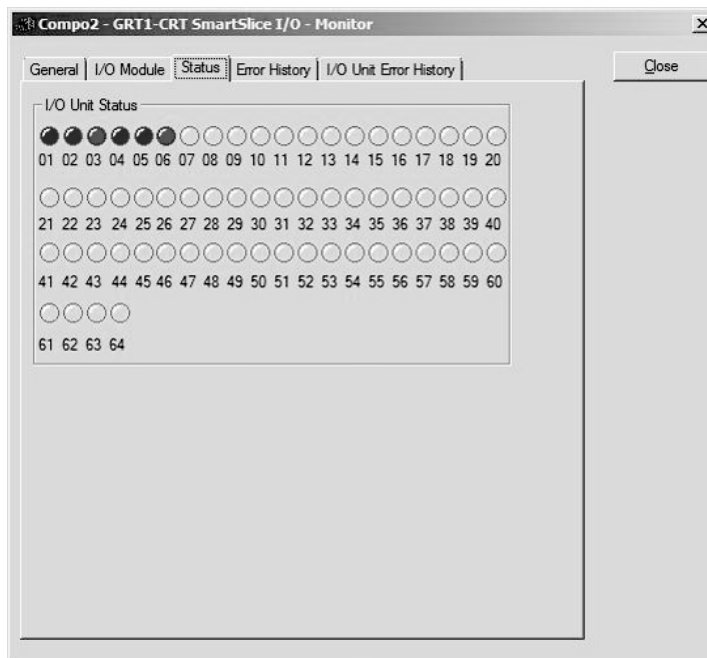 Compo2 - GRT1-CRT SmartSlice I/O - Monitor
General I/O Module Status Error History I/O Unit Error History
Close
I/O Unit Status
01 02 03 04 05 06 07 08 09 10 11 12 13 14 15 16 17 18 19 20
21 22 23 24 25 26 27 28 29 30 31 32 33 34 35 36 37 38 39 40
41 42 43 44 45 46 47 48 49 50 51 52 53 54 55 56 57 58 59 60
61 62 63 64